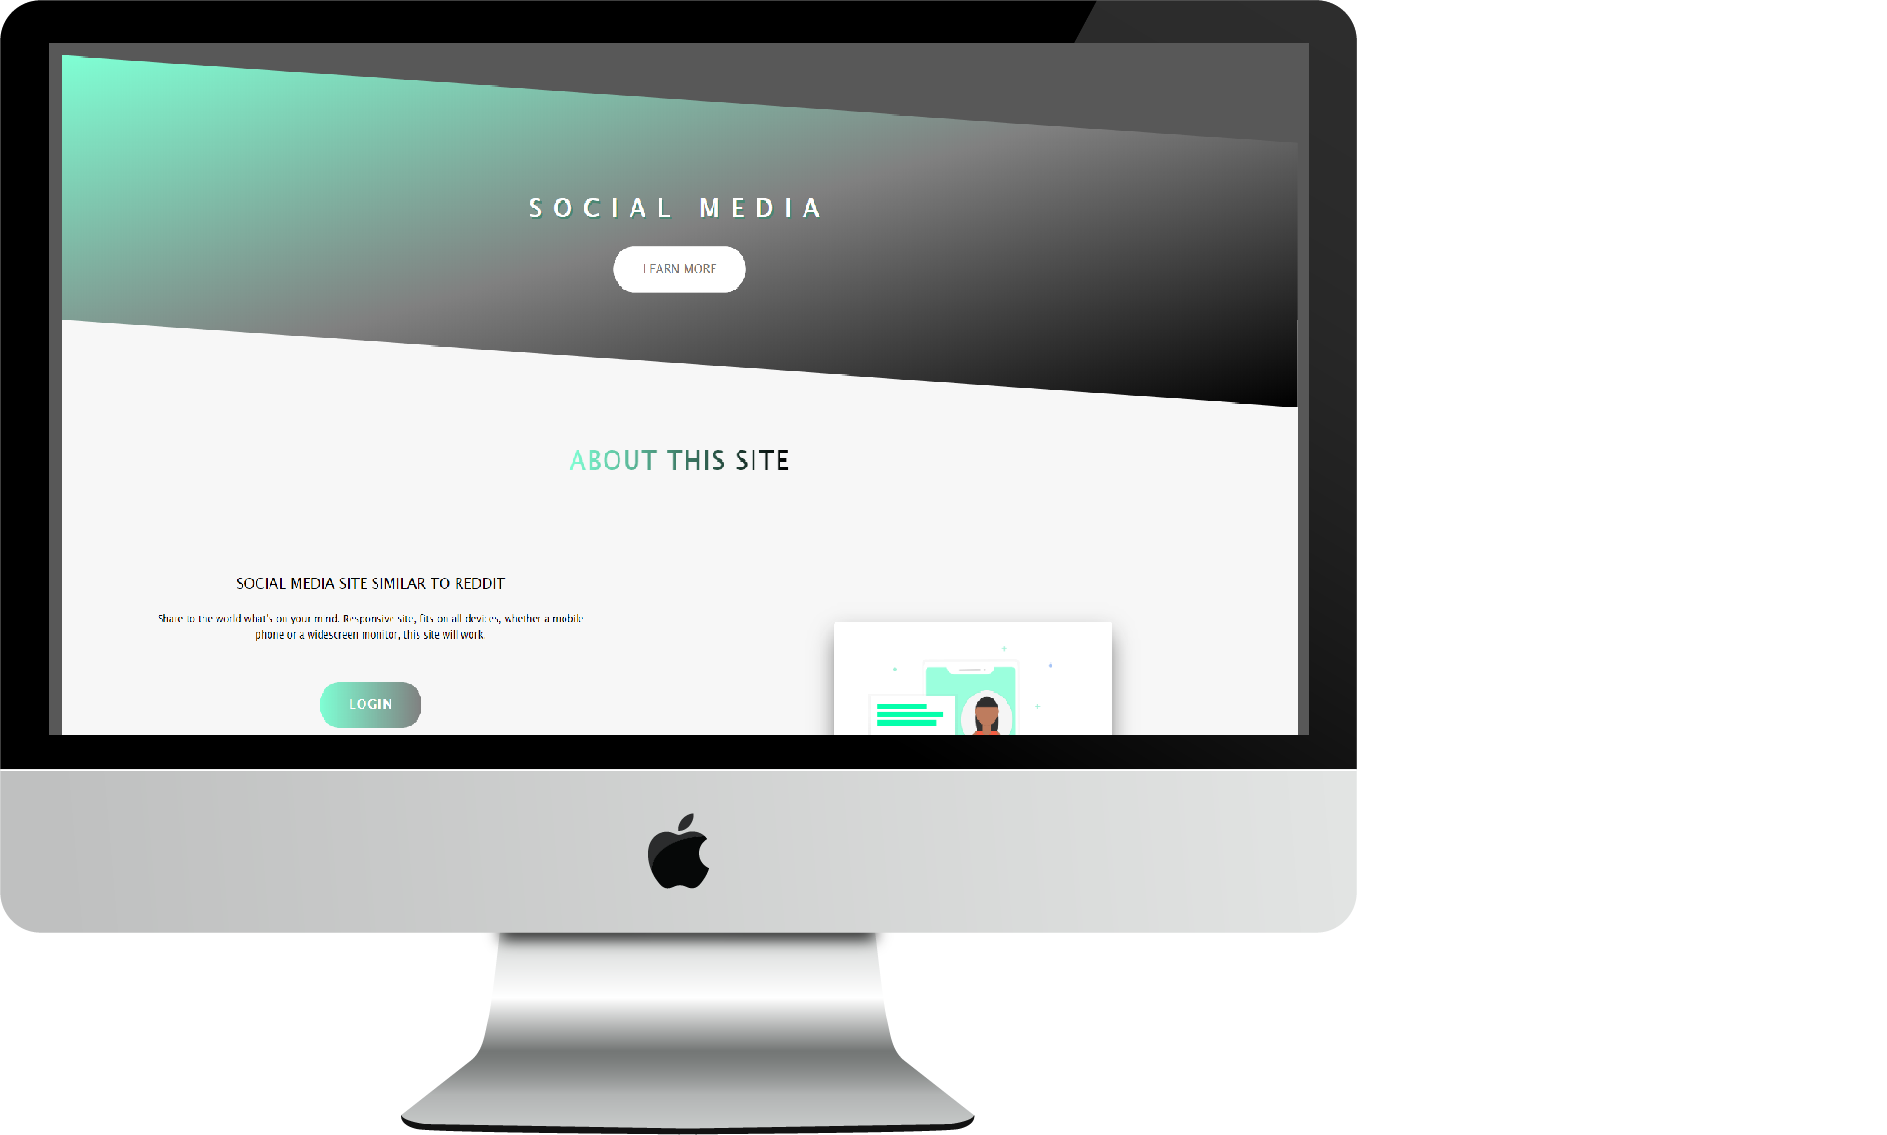 SOCIAL MEDIA
LEARN MORE
ABOUT THIS SITE
SOCIAL MEDIA SITE SIMILAR TO REDDIT
Share to the world what's on your mind. Responsive site, fits on all devices, whether a mobile
phone or a widescreen monitor, this site will work.
LOGIN